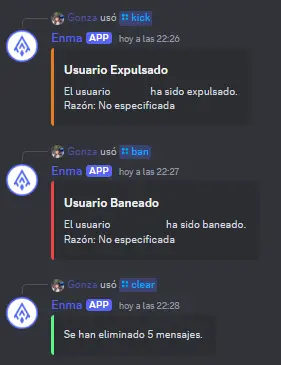 Gonza usó kick
Enma APP hoy a las 22:26
Usuario Expulsado
El usuario ha sido expulsado.
Razón: No especificada
Gonza usó ban
Enma APP hoy a las 22:27
Usuario Baneado
El usuario ha sido baneado.
Razón: No especificada
Gonza usó clear
Enma APP hoy a las 22:28
Se han eliminado 5 mensajes.